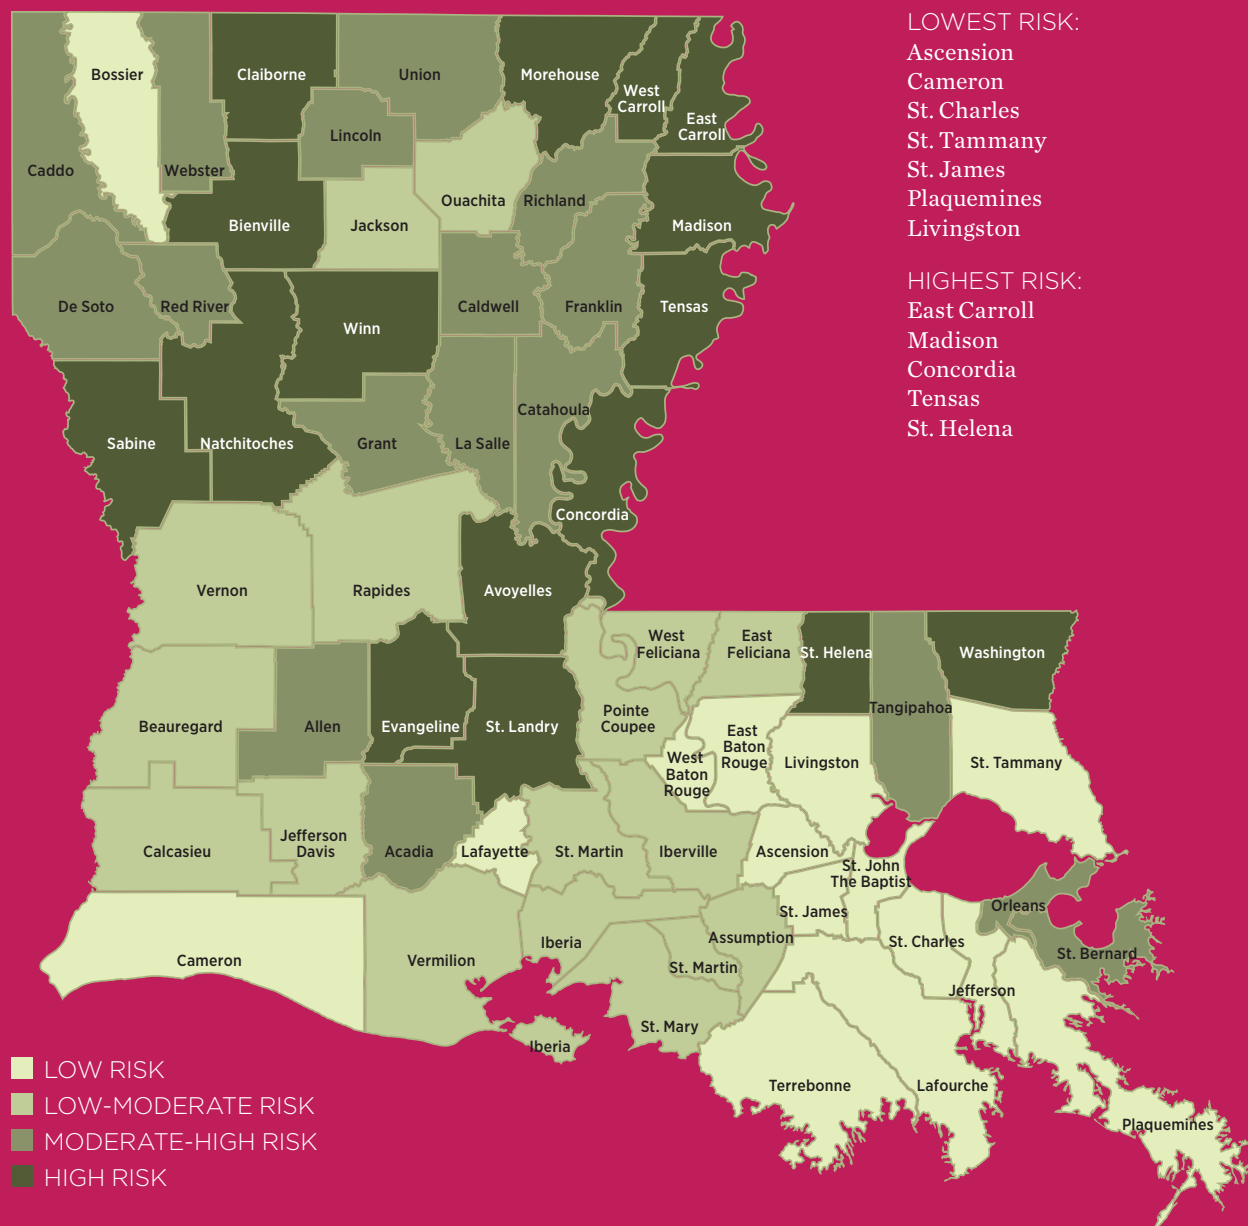 LOWEST RISK:
Ascension
Cameron
St. Charles
St. Tammany
St. James
Plaquemines
Livingston
HIGHEST RISK:
East Carroll
Madison
Concordia
Tensas
St. Helena
Bossier
Claiborne
Union
Morehouse
West
Carroll
East
Carroll
Lincoln
Caddo
Webster
Ouachita
Richland
Bienville
Jackson
Madison
De Soto
Red River
Winn
Caldwell
Franklin
Tensas
Sabine
Natchitoches
Grant
La Salle
Catahoula
Concordia
Vernon
Rapides
Avoyelles
West
Feliciana
East
Feliciana
St. Helena
Washington
Tangipahoa
Beauregard
Allen
Evangeline
St. Landry
Pointe
Coupee
East
Baton
Rouge
West
Baton
Rouge
Livingston
St. Tammany
Calcasieu
Jefferson
Davis
Acadia
Lafayette
St. Martin
Iberville
Ascension
St. John
The Baptist
Orleans
St. James
Cameron
Vermilion
Iberia
Assumption
St. Martin
St. Charles
St. Bernard
Jefferson
St. Mary
Iberia
Terrebonne
Lafourche
Plaquemines
LOW RISK
LOW-MODERATE RISK
MODERATE-HIGH RISK
HIGH RISK